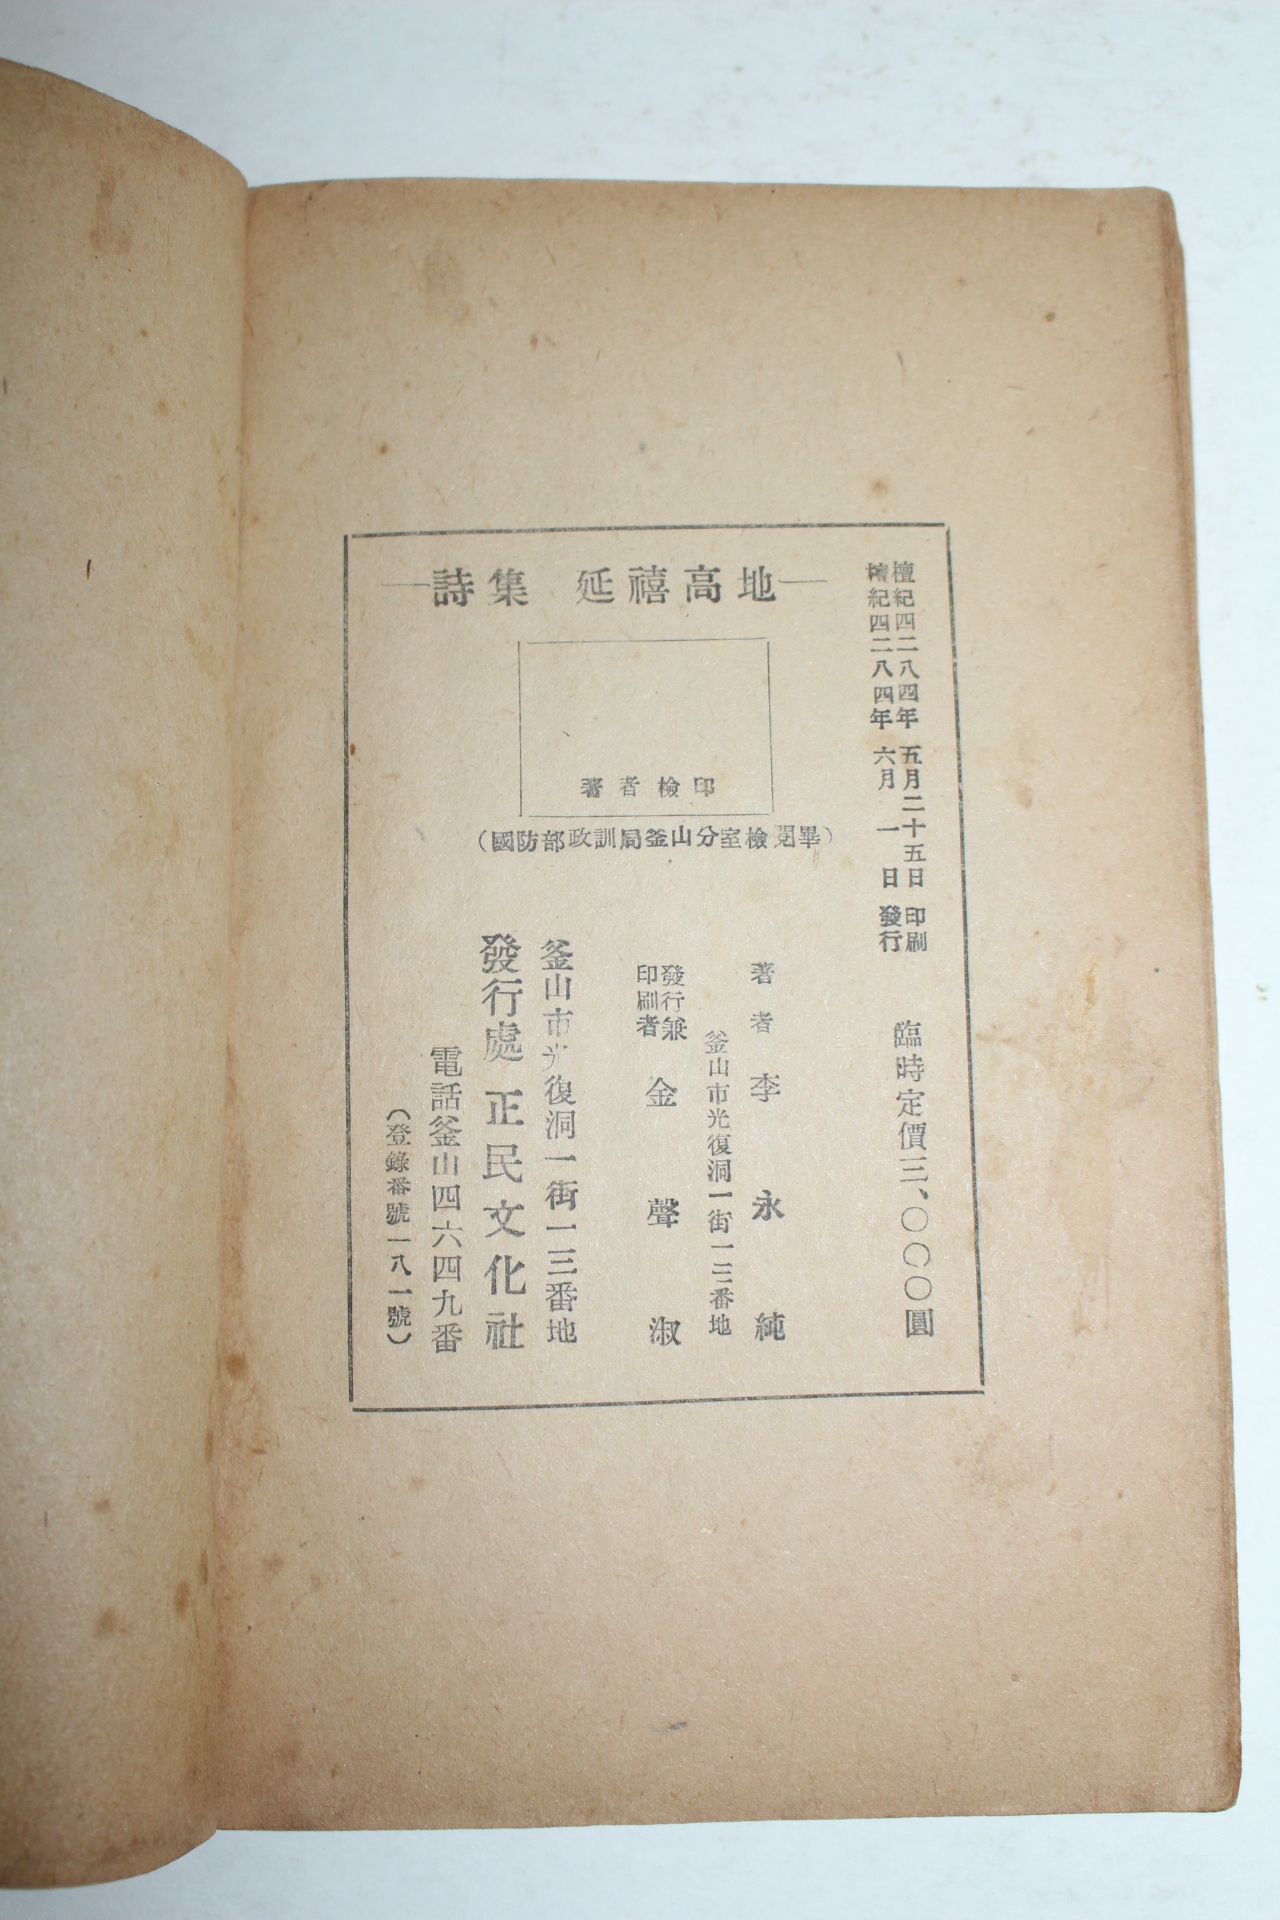 詩集 延禧高地
著者檢印
(國防部政訓局釜山分室檢閱畢)
檀紀四二八四年 五月二十五日 印刷
檀紀四二八四年 六月 一日 發行
臨時定價三、〇〇〇圓
著者 李永純
釜山市光復洞一街一三番地
發行兼
印刷者 金聲淑
釜山市光復洞一街一三番地
發行處 正民文化社
電話釜山四六四九番
(登錄番號一八一號)